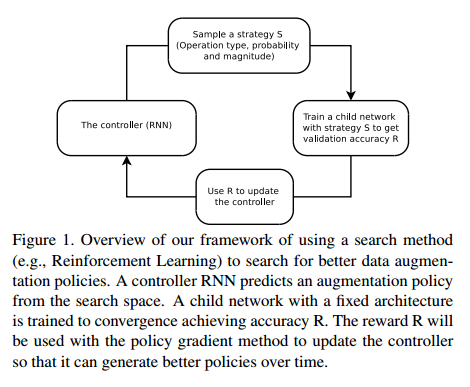 Sample a strategy S
(Operation type, probability
and magnitude)
The controller (RNN)
Train a child network
with strategy S to get
validation accuracy R
Use R to update
the controller
Figure 1. Overview of our framework of using a search method
(e.g., Reinforcement Learning) to search for better data augmen-
tation policies. A controller RNN predicts an augmentation policy
from the search space. A child network with a fixed architecture
is trained to convergence achieving accuracy R. The reward R will
be used with the policy gradient method to update the controller
so that it can generate better policies over time.